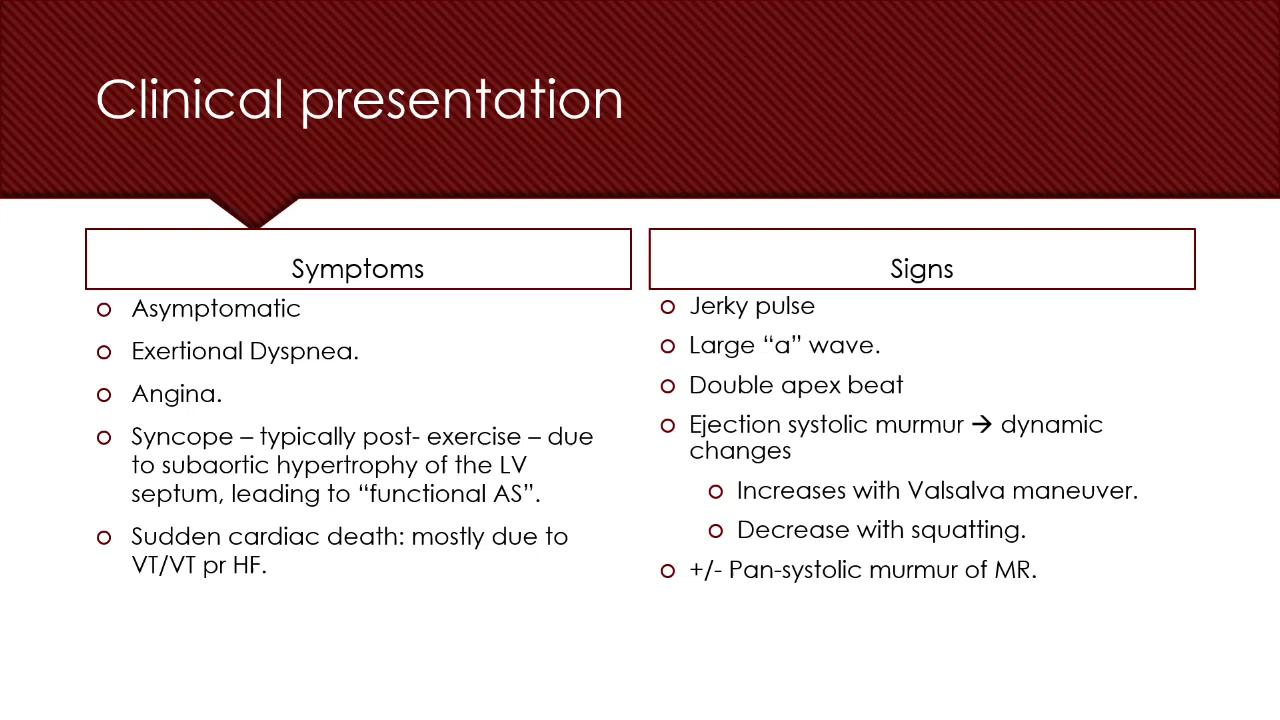 Clinical presentation
Symptoms
Asymptomatic
Exertional Dyspnea.
Angina.
Syncope – typically post- exercise – due
to subaortic hypertrophy of the LV
septum, leading to “functional AS”.
Sudden cardiac death: mostly due to
VT/VT pr HF.
Signs
Jerky pulse
Large “a” wave.
Double apex beat
Ejection systolic murmur → dynamic
changes
Increases with Valsalva maneuver.
Decrease with squatting.
+/- Pan-systolic murmur of MR.